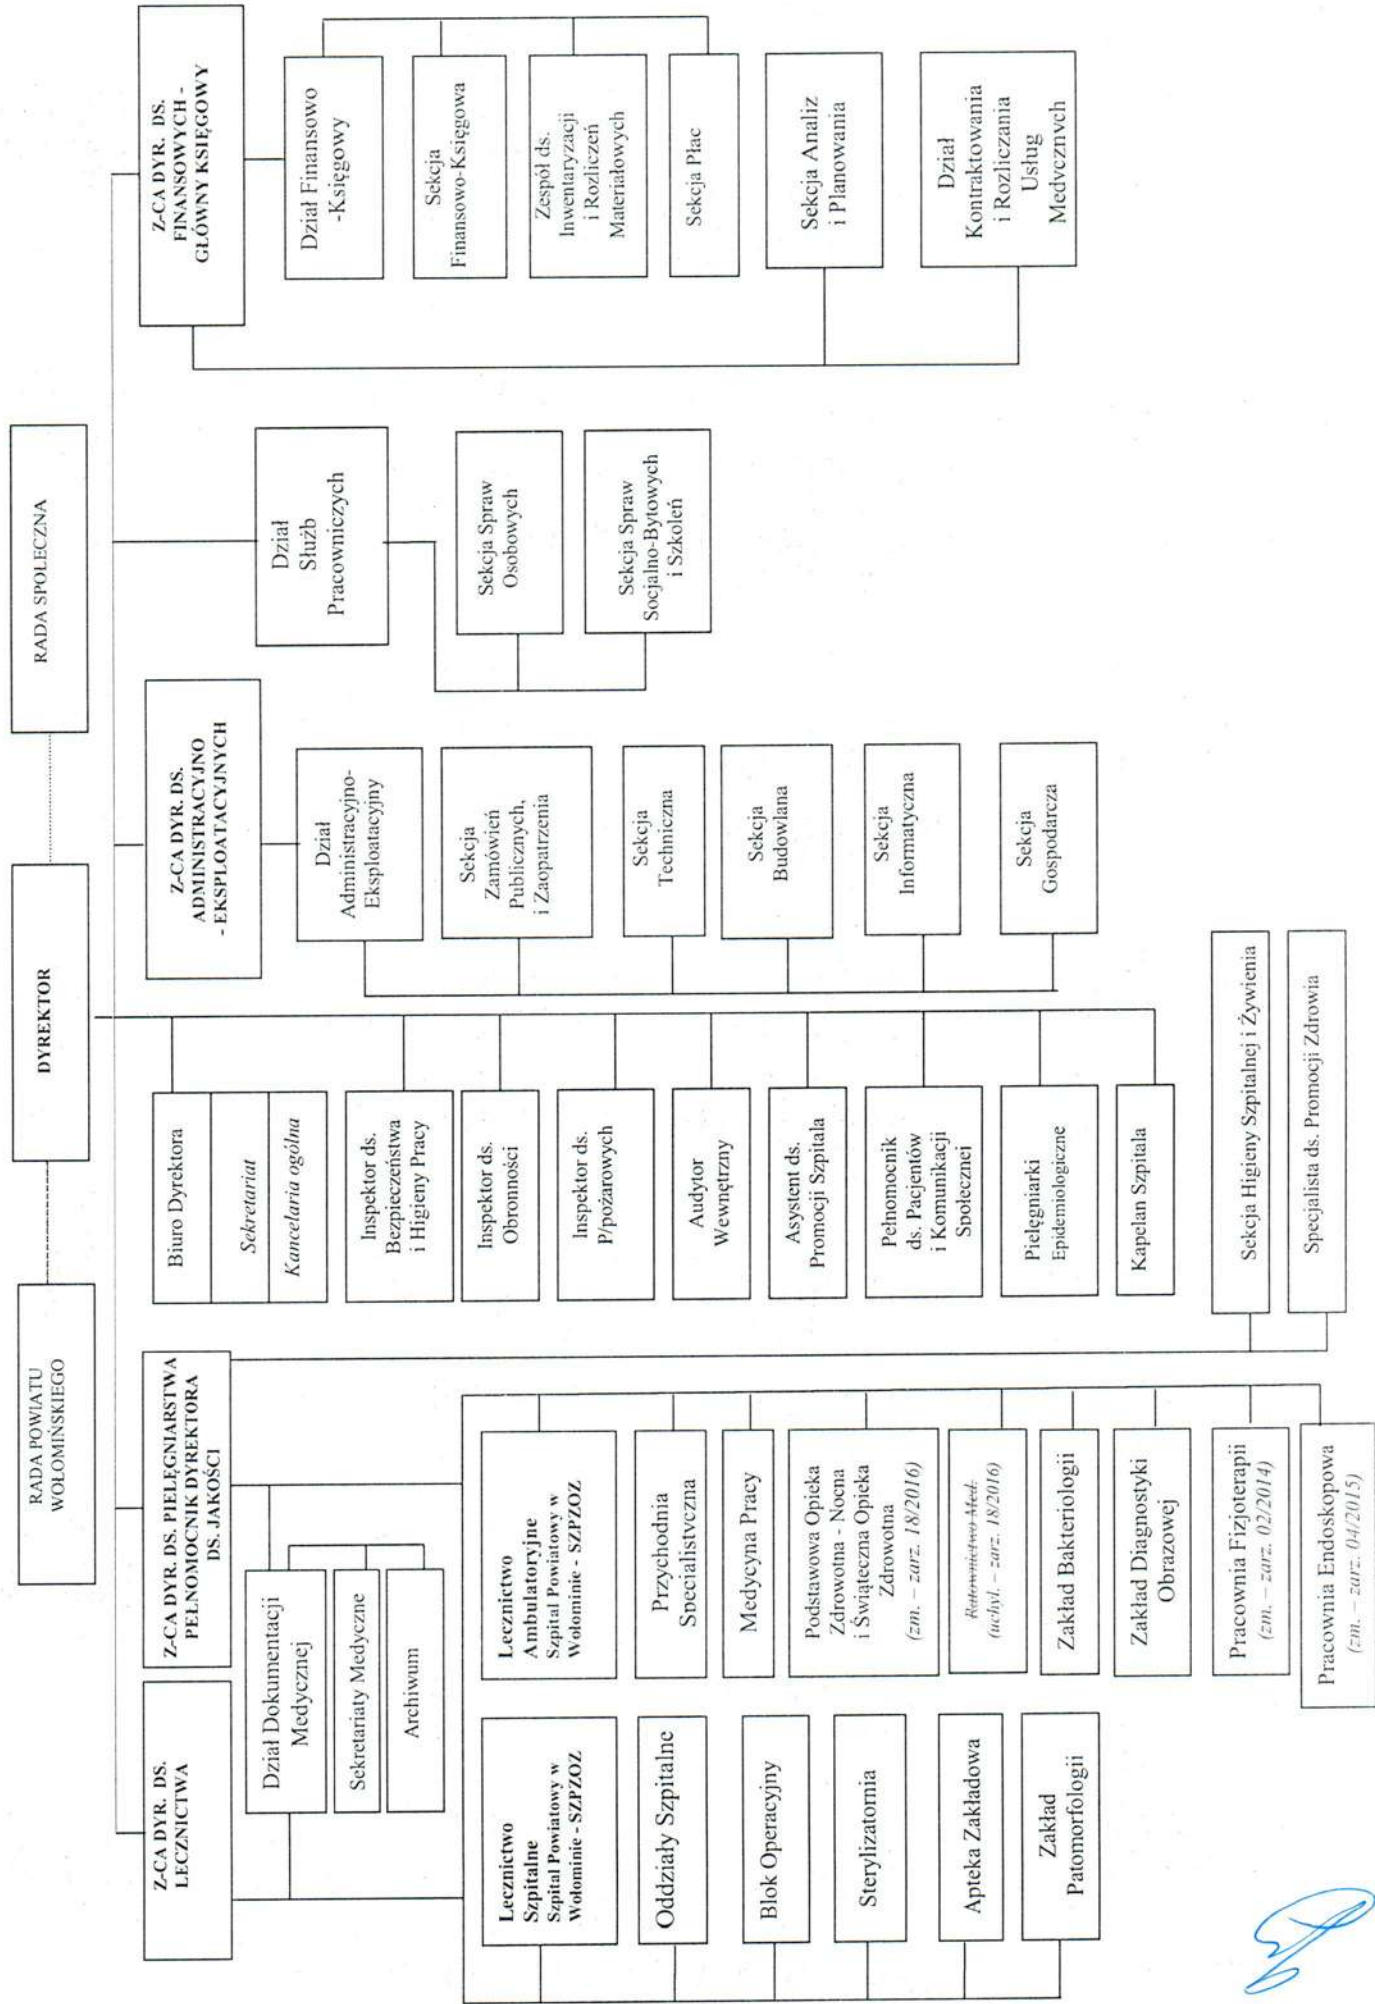 RADA POWIATU
WOŁOMIŃSKIEGO
DYREKTOR
RADA SPOŁECZNA
Z-CA DYR. DS.
LECZNICTWA
Z-CA DYR. DS. PIELĘGNIARSTWA
PEŁNOMOCNIK DYREKTORA
DS. JAKOŚCI
Dział Dokumentacji
Medycznej
Sekretariaty Medyczne
Archiwum
Lecznictwo
Szpitalne
Szpital Powiatowy w
Wołominie - SZPZOZ
Oddziały Szpitalne
Blok Operacyjny
Sterylizatornia
Apteka Zakładowa
Zakład
Patomorfologii
Lecznictwo
Ambulatoryjne
Szpital Powiatowy w
Wołominie - SZPZOZ
Przychodnia
Specjalistyczna
Medycyna Pracy
Podstawowa Opieka
Zdrowotna - Nocna
i Świąteczna Opieka
Zdrowotna
(zm. – zarz. 18/2016)
Ratownictwo Med.
(uchyl. – zarz. 18/2016)
Zakład Bakteriologii
Zakład Diagnostyki
Obrazowej
Pracownia Fizjoterapii
(zm. – zarz. 02/2014)
Pracownia Endoskopowa
(zm. – zarz. 04/2015)
Sekcja Higieny Szpitalnej i Żywienia
Specjalista ds. Promocji Zdrowia
Biuro Dyrektora
Sekretariat
Kancelaria ogólna
Inspektor ds.
Bezpieczeństwa
i Higieny Pracy
Inspektor ds.
Obronności
Inspektor ds.
P/pożarowych
Audytor
Wewnętrzny
Asystent ds.
Promocji Szpitala
Pełnomocnik
ds. Pacjentów
i Komunikacji
Społecznej
Pielęgniarki
Epidemiologiczne
Kapelan Szpitala
Z-CA DYR. DS.
ADMINISTRACYJNO
- EKSPLOATACYJNYCH
Dział
Administracyjno-
Eksploatacyjny
Sekcja
Zamówień
Publicznych,
i Zaopatrzenia
Sekcja
Techniczna
Sekcja
Budowlana
Sekcja
Informatyczna
Sekcja
Gospodarcza
Dział
Służb
Pracowniczych
Sekcja Spraw
Osobowych
Sekcja Spraw
Socjalno-Bytowych
i Szkoleń
Z-CA DYR. DS.
FINANSOWYCH -
GŁÓWNY KSIĘGOWY
Dział Finansowo
-Księgowy
Sekcja
Finansowo-Księgowa
Zespół ds.
Inwentaryzacji
i Rozliczeń
Materiałowych
Sekcja Płac
Sekcja Analiz
i Planowania
Dział
Kontraktowania
i Rozliczania
Usług
Medycznych